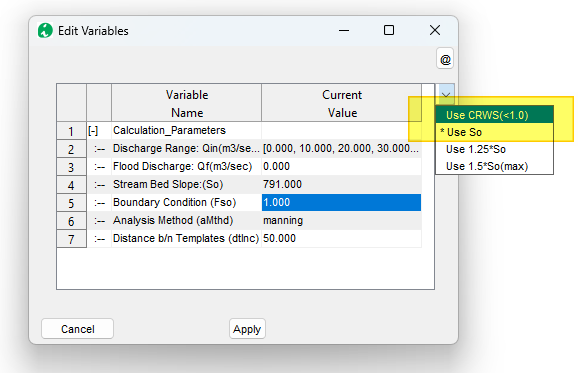 Edit Variables
@
Variable Name
Current Value
1 [-] Calculation_Parameters
2 :-- Discharge Range: Qin(m3/se... [0.000, 10.000, 20.000, 30.000...
3 :-- Flood Discharge: Qf(m3/sec) 0.000
4 :-- Stream Bed Slope:(So) 791.000
5 :-- Boundary Condition (Fso) 1.000
6 :-- Analysis Method (aMthd) manning
7 :-- Distance b/n Templates (dtlnc) 50.000
Use CRWS(<1.0)
* Use So
Use 1.25*So
Use 1.5*So(max)
Cancel
Apply